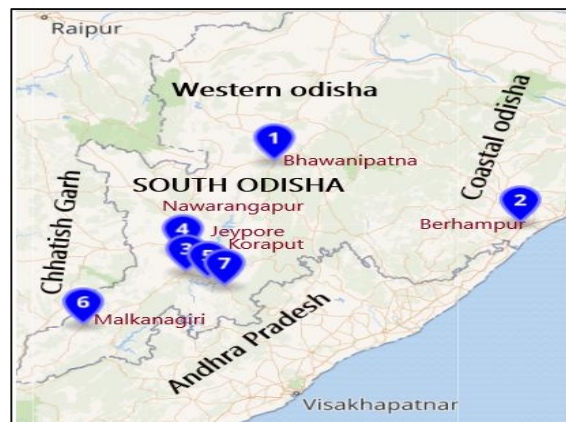 Raipur
Western odisha
1
Bhawanipatna
Coastal odisha
SOUTH ODISHA
Nawarangapur
2
Berhampur
4
Jeypore
3
Koraput
5
7
Chhatish Garh
6
Malkanagiri
Andhra Pradesh
Visakhapatnar